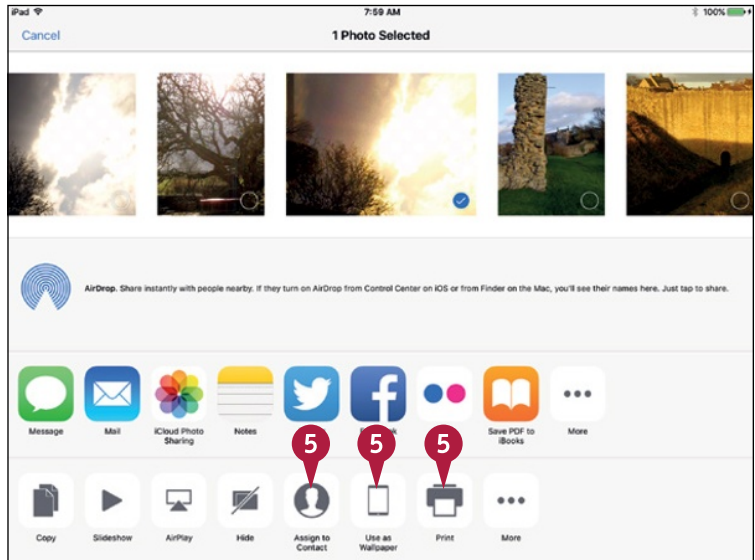 iPad 7:59 AM 100%
Cancel 1 Photo Selected
AirDrop. Share instantly with people nearby. If they turn on AirDrop from Control Center on iOS or from Finder on the Mac, you'll see their names here. Just tap to share.
Message Mail iCloud Photo Sharing Notes Save PDF to iBooks More
5 5 5
Copy Slideshow AirPlay Hide Assign to Contact Use as Wallpaper Print More